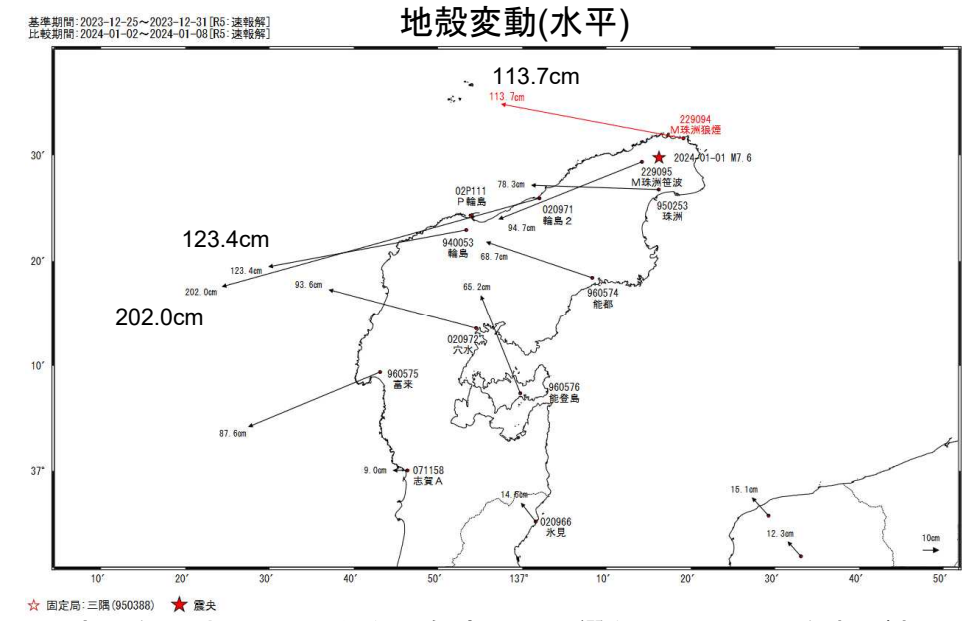 地殻変動(水平)
基準期間:2023-12-25～2023-12-31[R5:速報解]
比較期間:2024-01-02～2024-01-08[R5:速報解]
113.7cm
113.7cm
229094
Ｍ珠洲狼煙
30′
2024-01-01 M7.6
229095
Ｍ珠洲笹波
78.3cm
02P111
Ｐ輪島
020971
輪島２
950253
珠洲
94.7cm
123.4cm
940053
輪島
68.7cm
20′
123.4cm
202.0cm
93.6cm
65.2cm
960574
能都
202.0cm
020972
穴水
10′
960575
富来
960576
能登島
87.6cm
37°
9.0cm
071158
志賀Ａ
14.6cm
15.1cm
020966
氷見
12.3cm
10cm
10′
20′
30′
40′
50′
137°
10′
20′
30′
40′
50′
☆ 固定局:三隅(950388) ★ 震央